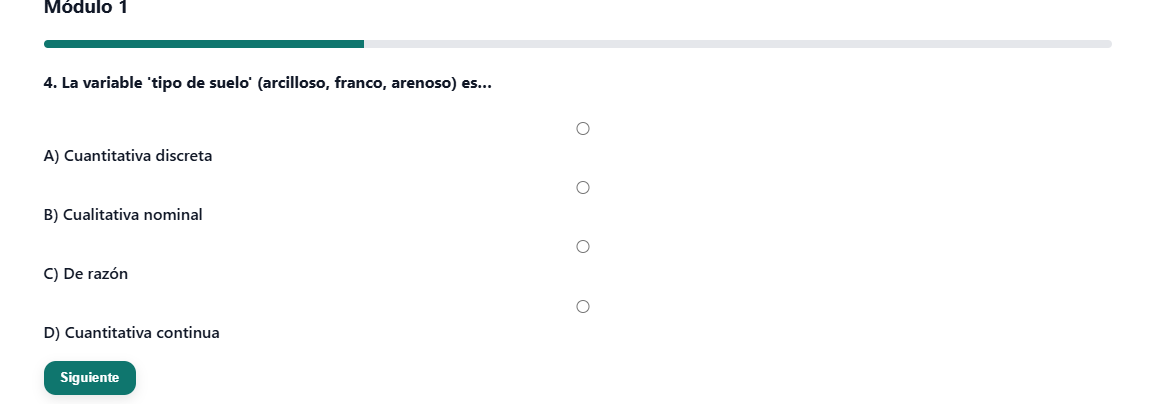 Módulo 1
4. La variable 'tipo de suelo' (arcilloso, franco, arenoso) es...
A) Cuantitativa discreta
B) Cualitativa nominal
C) De razón
D) Cuantitativa continua
Siguiente